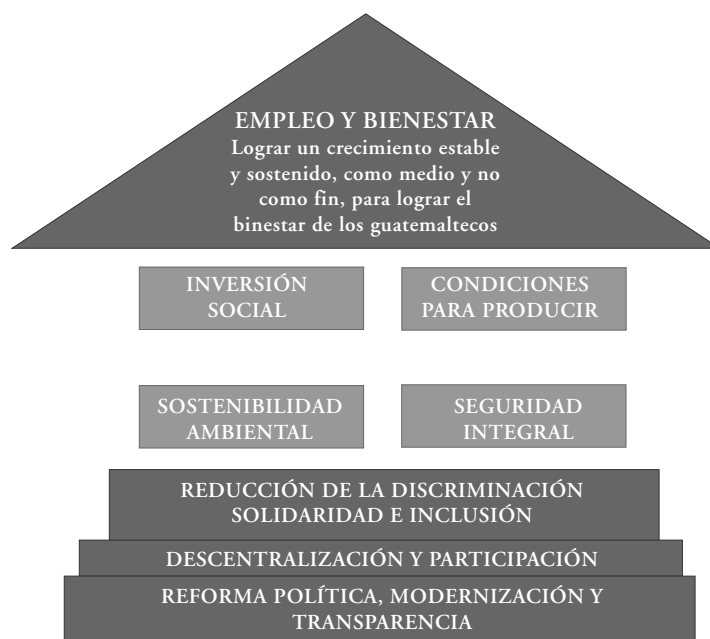 EMPLEO Y BIENESTAR
Lograr un crecimiento estable
y sostenido, como medio y no
como fin, para lograr el
binestar de los guatemaltecos
INVERSIÓN
SOCIAL
CONDICIONES
PARA PRODUCIR
SOSTENIBILIDAD
AMBIENTAL
SEGURIDAD
INTEGRAL
REDUCCIÓN DE LA DISCRIMINACIÓN
SOLIDARIDAD E INCLUSIÓN
DESCENTRALIZACIÓN Y PARTICIPACIÓN
REFORMA POLÍTICA, MODERNIZACIÓN Y
TRANSPARENCIA